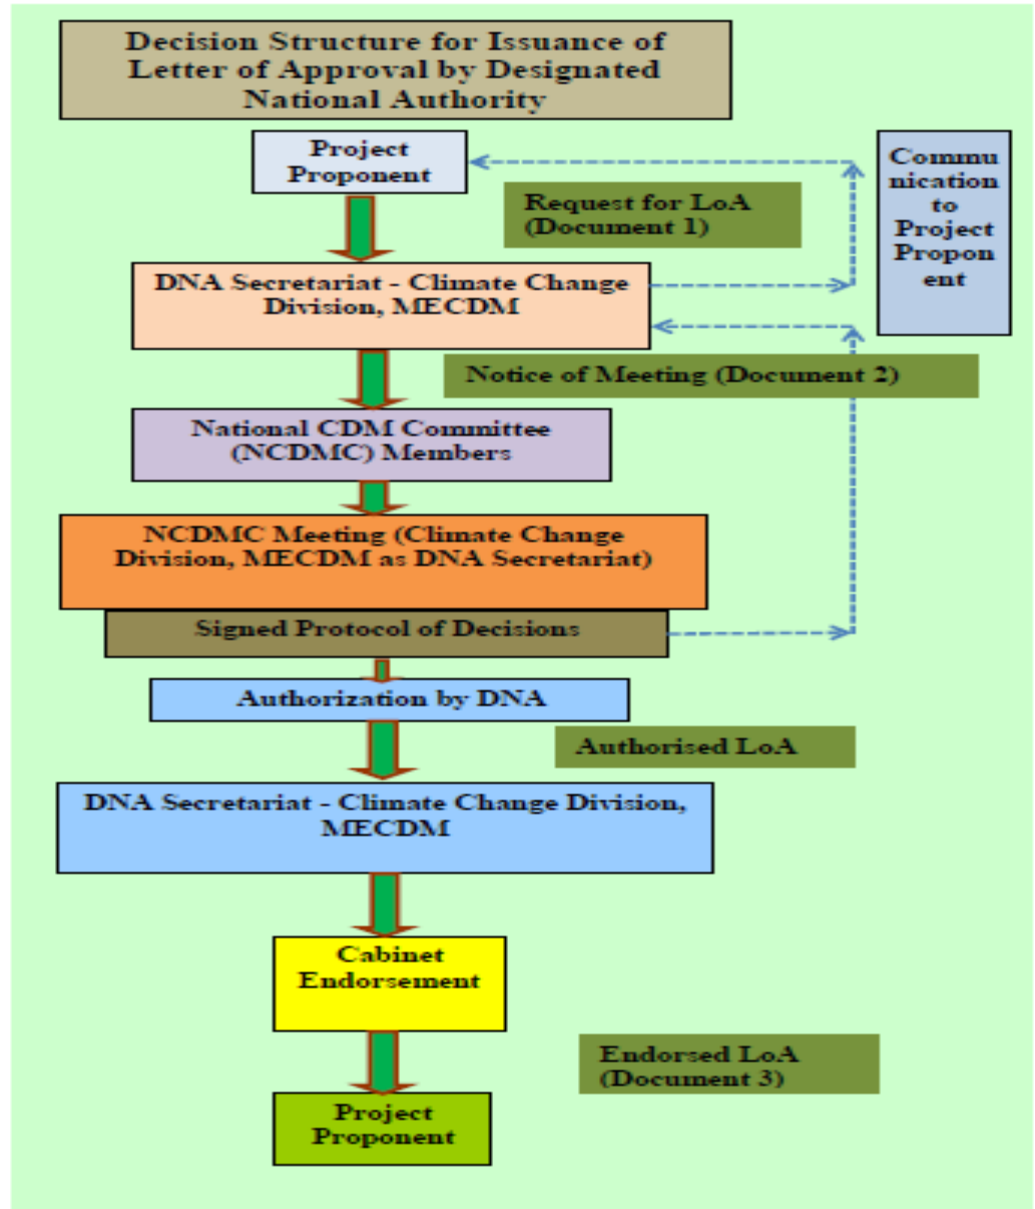 Decision Structure for Issuance of
Letter of Approval by Designated
National Authority
Project
Proponent
Commu
nication
to
Project
Propon
ent
Request for LoA
(Document 1)
DNA Secretariat - Climate Change
Division, MECDM
Notice of Meeting (Document 2)
National CDM Committee
(NCDMC) Members
NCDMC Meeting (Climate Change
Division, MECDM as DNA Secretariat)
Signed Protocol of Decisions
Authorization by DNA
Authorised LoA
DNA Secretariat - Climate Change Division,
MECDM
Cabinet
Endorsement
Endorsed LoA
(Document 3)
Project
Proponent